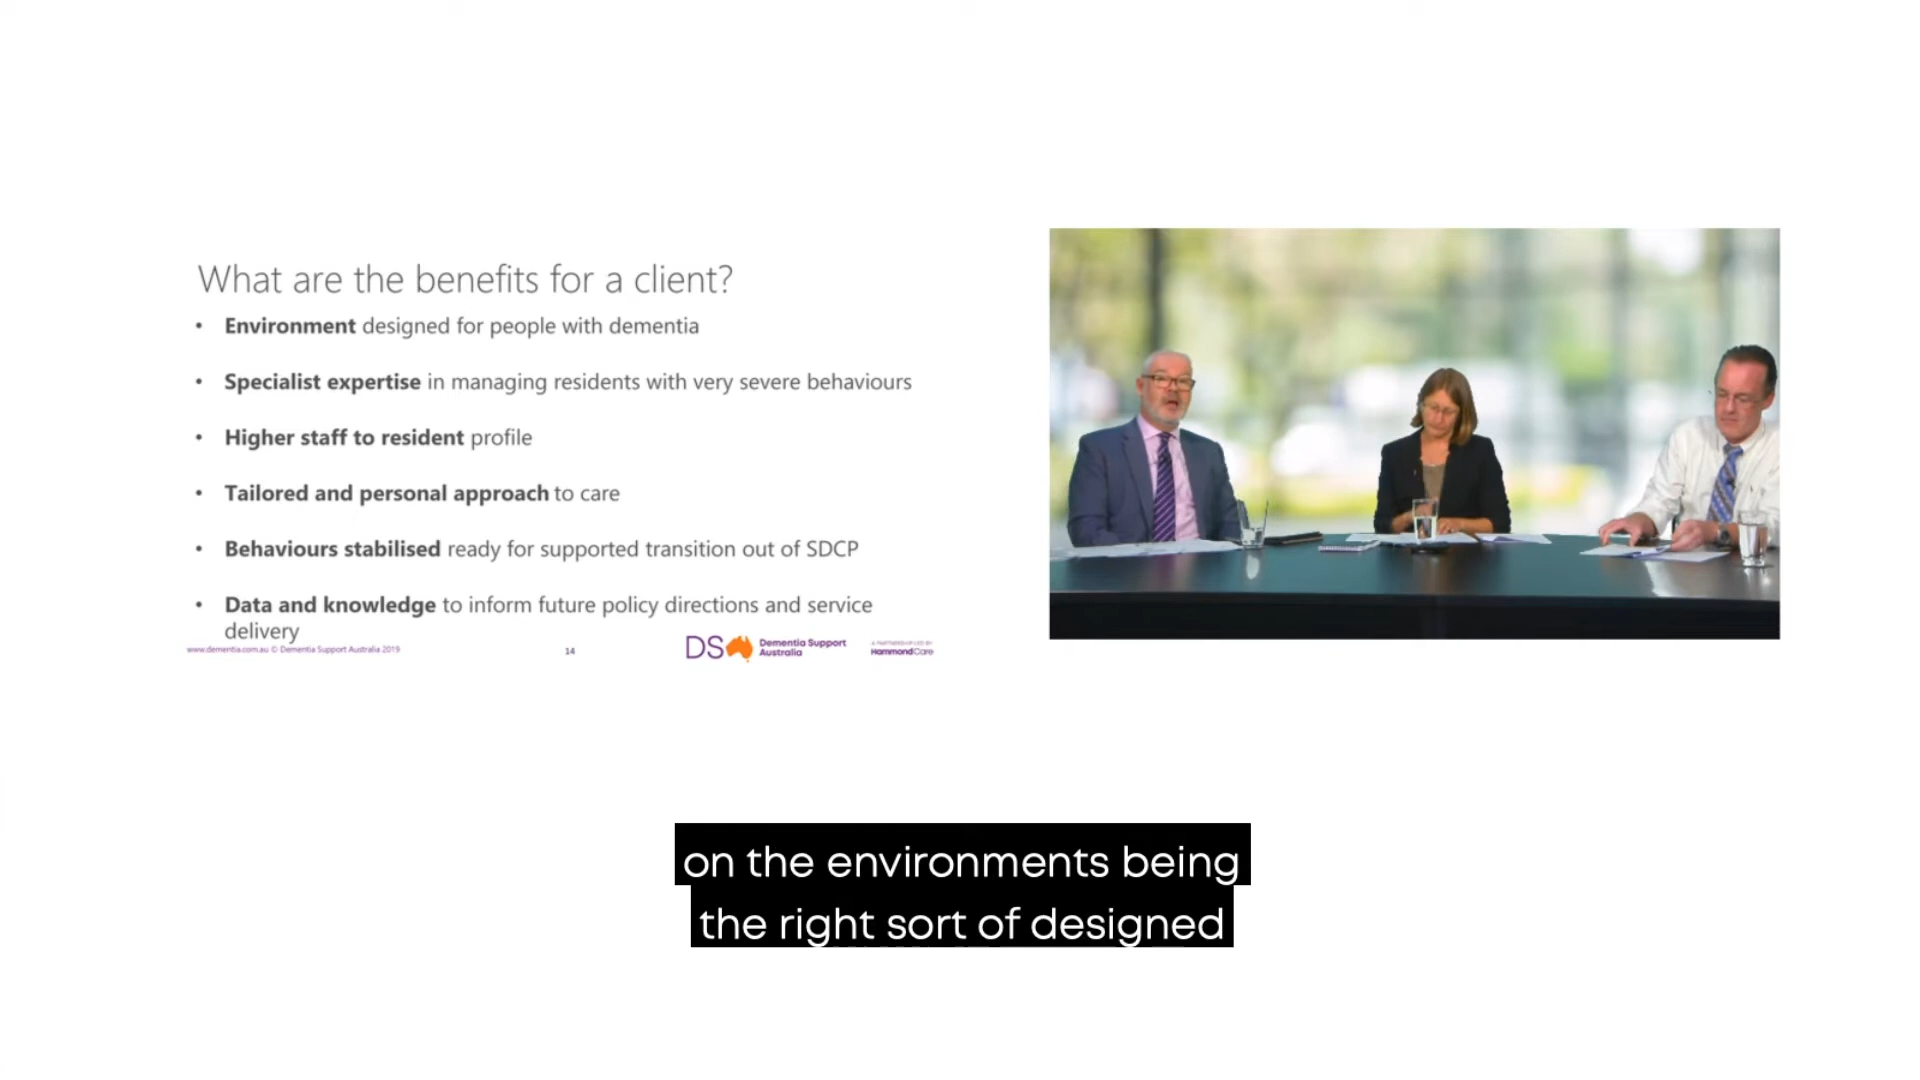 What are the benefits for a client?
• Environment designed for people with dementia
• Specialist expertise in managing residents with very severe behaviours
• Higher staff to resident profile
• Tailored and personal approach to care
• Behaviours stabilised ready for supported transition out of SDCP
• Data and knowledge to inform future policy directions and service
delivery
www.dementia.com.au © Dementia Support Australia 2019
14
DS
Dementia Support
Australia
A PARTNERSHIP LED BY
HammondCare
on the environments being
the right sort of designed